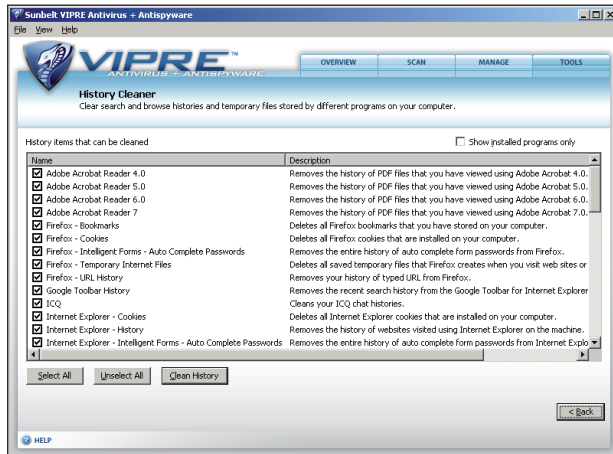 Sunbelt VIPRE Antivirus + Antispyware
File View Help
VIPRE™
ANTIVIRUS + ANTISPYWARE
OVERVIEW SCAN MANAGE TOOLS
History Cleaner
Clear search and browse histories and temporary files stored by different programs on your computer.
History items that can be cleaned
Show installed programs only
Name Description
Adobe Acrobat Reader 4.0 Removes the history of PDF files that you have viewed using Adobe Acrobat 4.0.
Adobe Acrobat Reader 5.0 Removes the history of PDF files that you have viewed using Adobe Acrobat 5.0.
Adobe Acrobat Reader 6.0 Removes the history of PDF files that you have viewed using Adobe Acrobat 6.0.
Adobe Acrobat Reader 7 Removes the history of PDF files that you have viewed using Adobe Acrobat 7.0.
Firefox - Bookmarks Deletes all Firefox bookmarks that you have stored on your computer.
Firefox - Cookies Deletes all Firefox cookies that are installed on your computer.
Firefox - Intelligent Forms - Auto Complete Passwords Removes the entire history of auto complete form passwords from Firefox.
Firefox - Temporary Internet Files Deletes all saved temporary files that Firefox creates when you visit web sites or
Firefox - URL History Removes your history of typed URL from Firefox.
Google Toolbar History Removes the recent search history from the Google Toolbar for Internet Explorer
ICQ Cleans your ICQ chat histories.
Internet Explorer - Cookies Deletes all Internet Explorer cookies that are installed on your computer.
Internet Explorer - History Removes the history of websites visited using Internet Explorer on the machine.
Internet Explorer - Intelligent Forms - Auto Complete Passwords Removes the entire history of auto complete form passwords from Internet Explo
Select All Unselect All Clean History
< Back
HELP